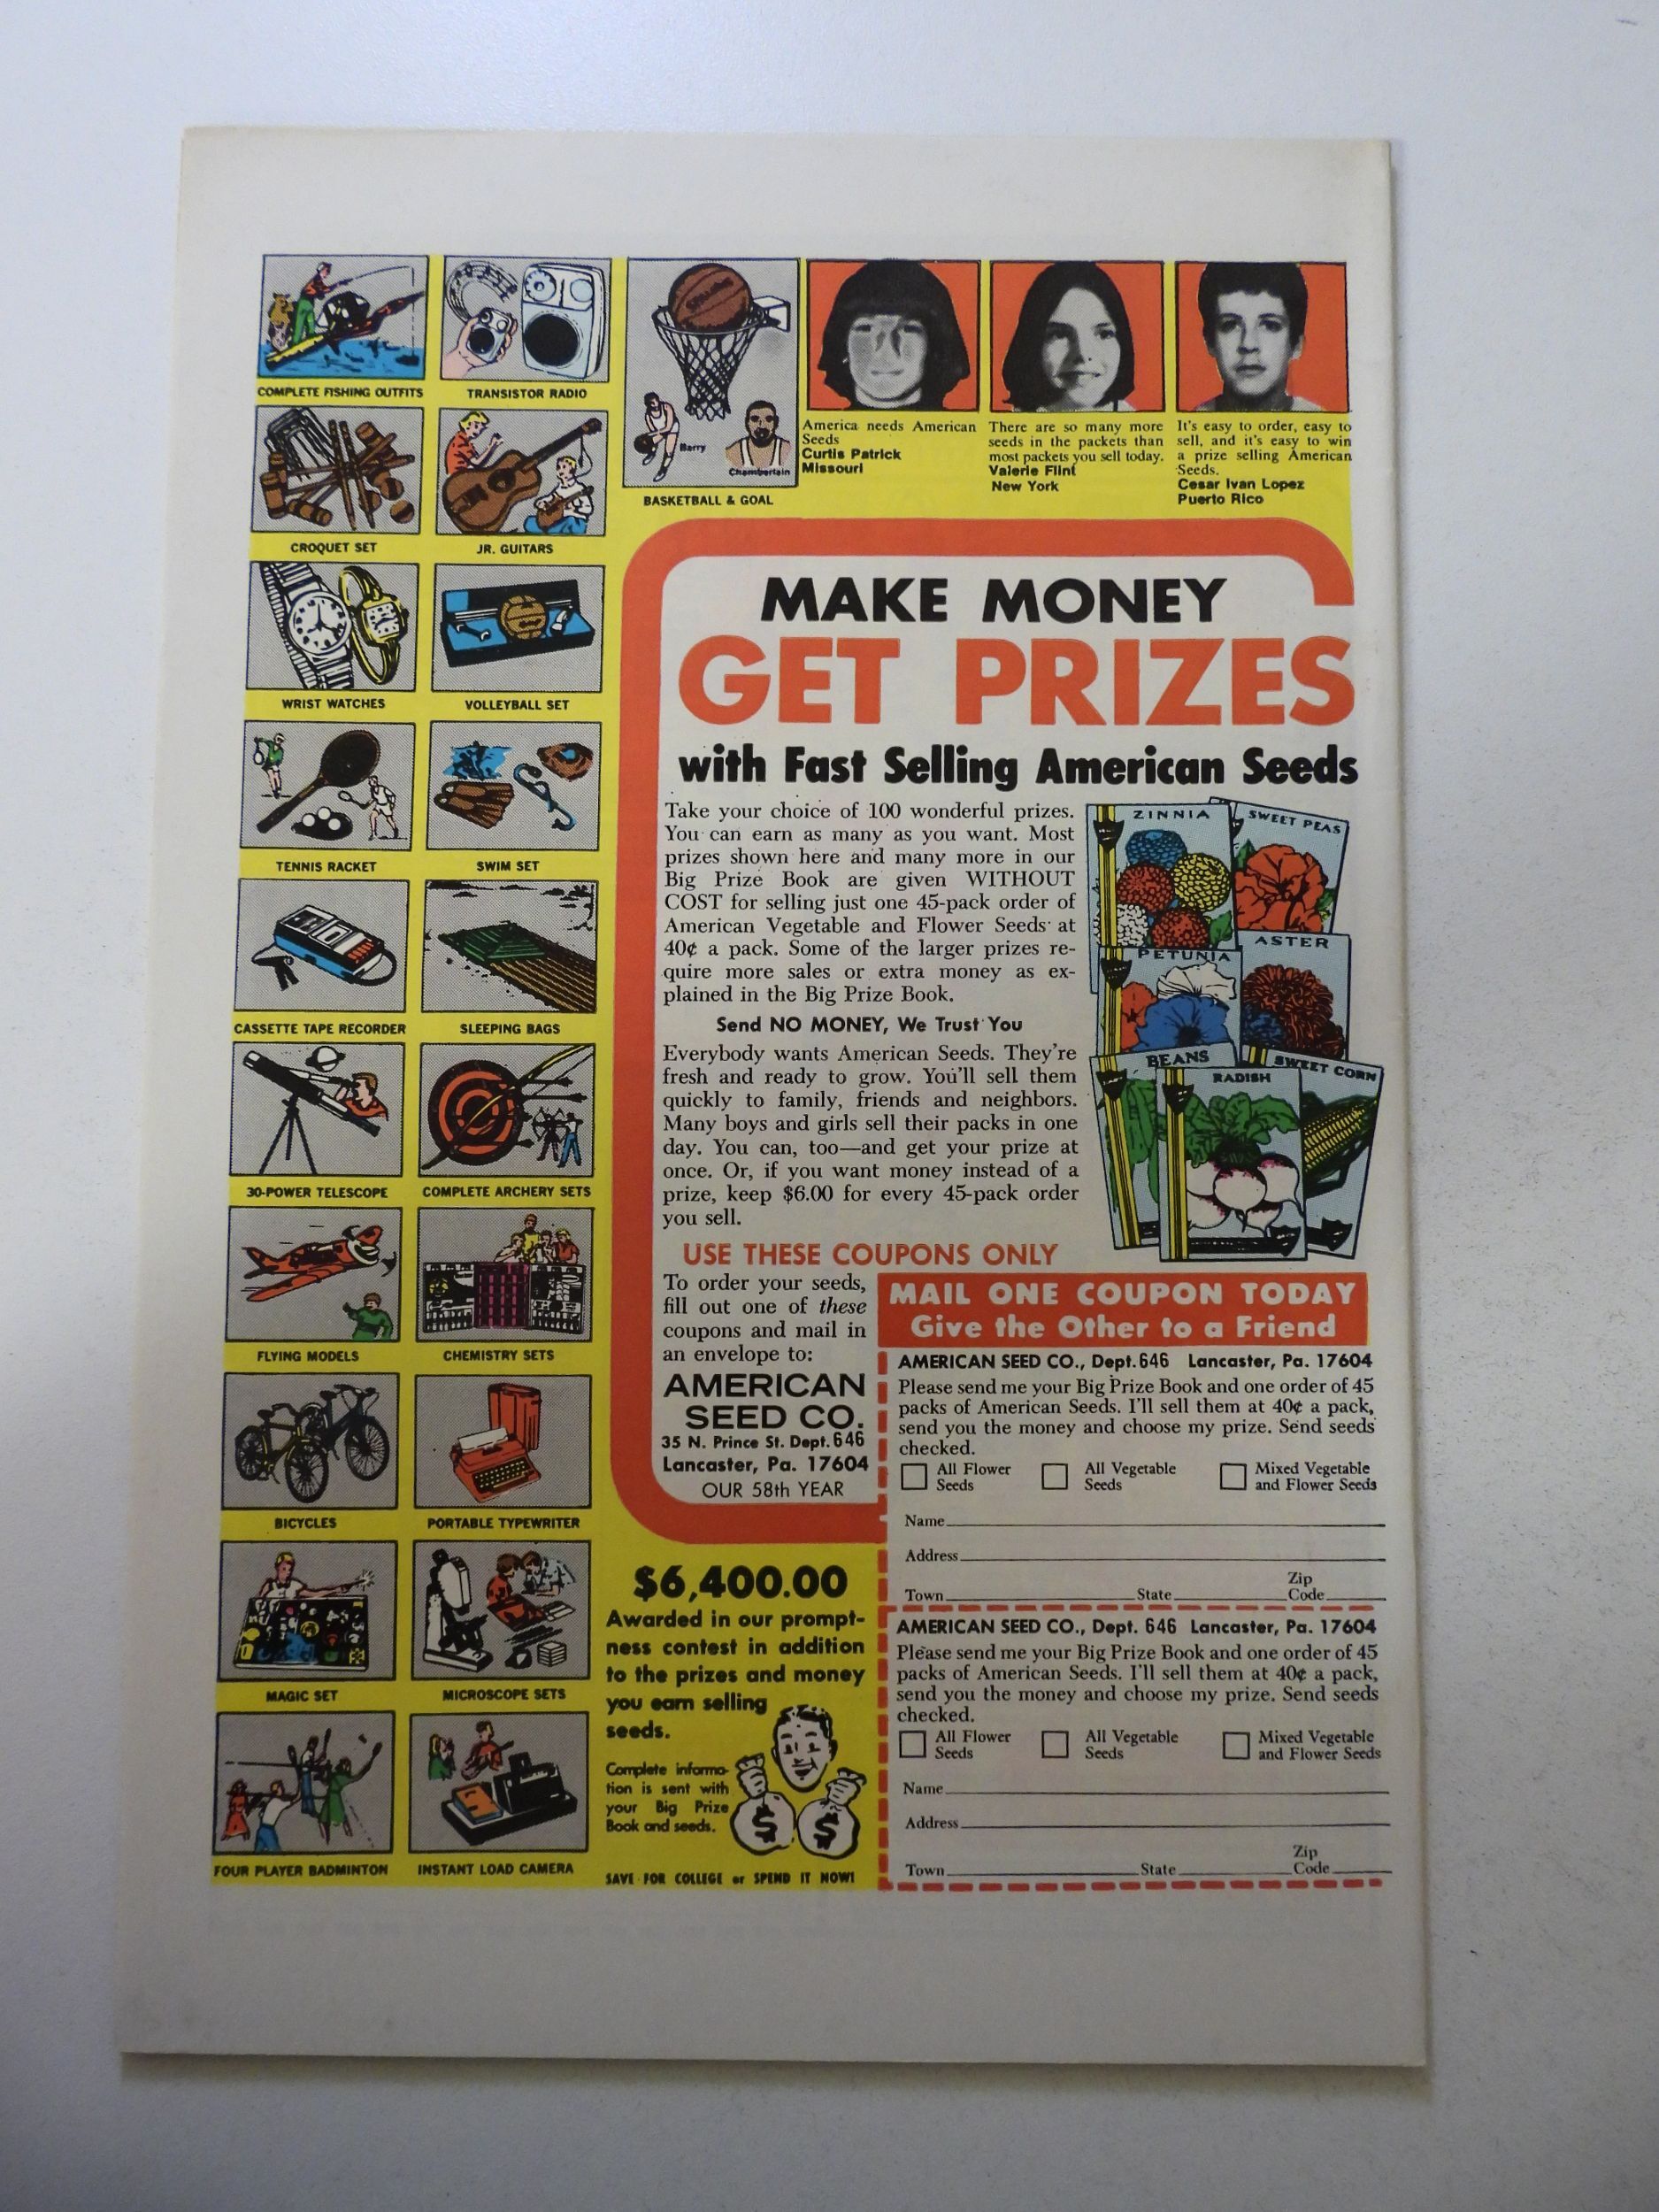 COMPLETE FISHING OUTFITS
TRANSISTOR RADIO
CROQUET SET
JR. GUITARS
WRIST WATCHES
VOLLEYBALL SET
TENNIS RACKET
SWIM SET
CASSETTE TAPE RECORDER
SLEEPING BAGS
30-POWER TELESCOPE
COMPLETE ARCHERY SETS
FLYING MODELS
CHEMISTRY SETS
BICYCLES
PORTABLE TYPEWRITER
MAGIC SET
MICROSCOPE SETS
FOUR PLAYER BADMINTON
INSTANT LOAD CAMERA
Barry
Chamberlain
BASKETBALL & GOAL
America needs American
Seeds
Curtis Patrick
Missouri
There are so many more
seeds in the packets than
most packets you sell today.
Valerie Flint
New York
It's easy to order, easy to
sell, and it's easy to win
a prize selling American
Seeds.
Cesar Ivan Lopez
Puerto Rico
MAKE MONEY
GET PRIZES
with Fast Selling American Seeds
Take your choice of 100 wonderful prizes.
You can earn as many as you want. Most
prizes shown here and many more in our
Big Prize Book are given WITHOUT
COST for selling just one 45-pack order of
American Vegetable and Flower Seeds at
40¢ a pack. Some of the larger prizes re-
quire more sales or extra money as ex-
plained in the Big Prize Book.
Send NO MONEY, We Trust You
Everybody wants American Seeds. They're
fresh and ready to grow. You'll sell them
quickly to family, friends and neighbors.
Many boys and girls sell their packs in one
day. You can, too—and get your prize at
once. Or, if you want money instead of a
prize, keep $6.00 for every 45-pack order
you sell.
ZINNIA
SWEET PEAS
PETUNIA
ASTER
BEANS
RADISH
SWEET CORN
USE THESE COUPONS ONLY
To order your seeds,
fill out one of these
coupons and mail in
an envelope to:
AMERICAN
SEED CO.
35 N. Prince St. Dept. 646
Lancaster, Pa. 17604
OUR 58th YEAR
$6,400.00
Awarded in our prompt-
ness contest in addition
to the prizes and money
you earn selling
seeds.
Complete informa-
tion is sent with
your Big Prize
Book and seeds.
$ $
SAVE FOR COLLEGE or SPEND IT NOW!
MAIL ONE COUPON TODAY
Give the Other to a Friend
AMERICAN SEED CO., Dept. 646 Lancaster, Pa. 17604
Please send me your Big Prize Book and one order of 45
packs of American Seeds. I'll sell them at 40¢ a pack,
send you the money and choose my prize. Send seeds
checked.
All Flower Seeds
All Vegetable Seeds
Mixed Vegetable and Flower Seeds
Name
Address
Town State Zip Code
AMERICAN SEED CO., Dept. 646 Lancaster, Pa. 17604
Please send me your Big Prize Book and one order of 45
packs of American Seeds. I'll sell them at 40¢ a pack,
send you the money and choose my prize. Send seeds
checked.
All Flower Seeds
All Vegetable Seeds
Mixed Vegetable and Flower Seeds
Name
Address
Town State Zip Code